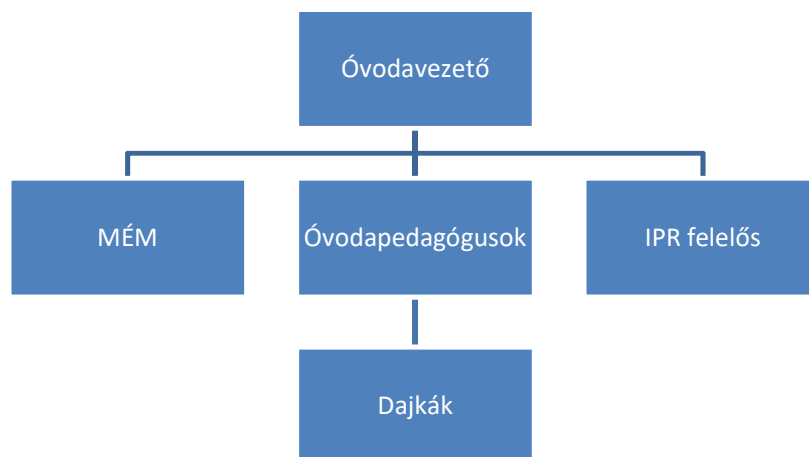 Óvodavezető
MÉM
Óvodapedagógusok
IPR felelős
Dajkák